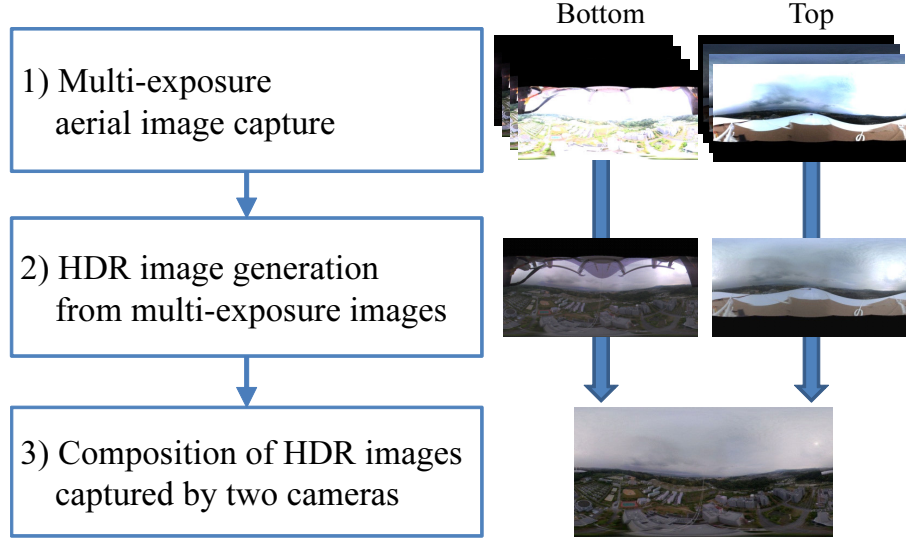 Bottom
Top
1) Multi-exposure
aerial image capture
2) HDR image generation
from multi-exposure images
3) Composition of HDR images
captured by two cameras